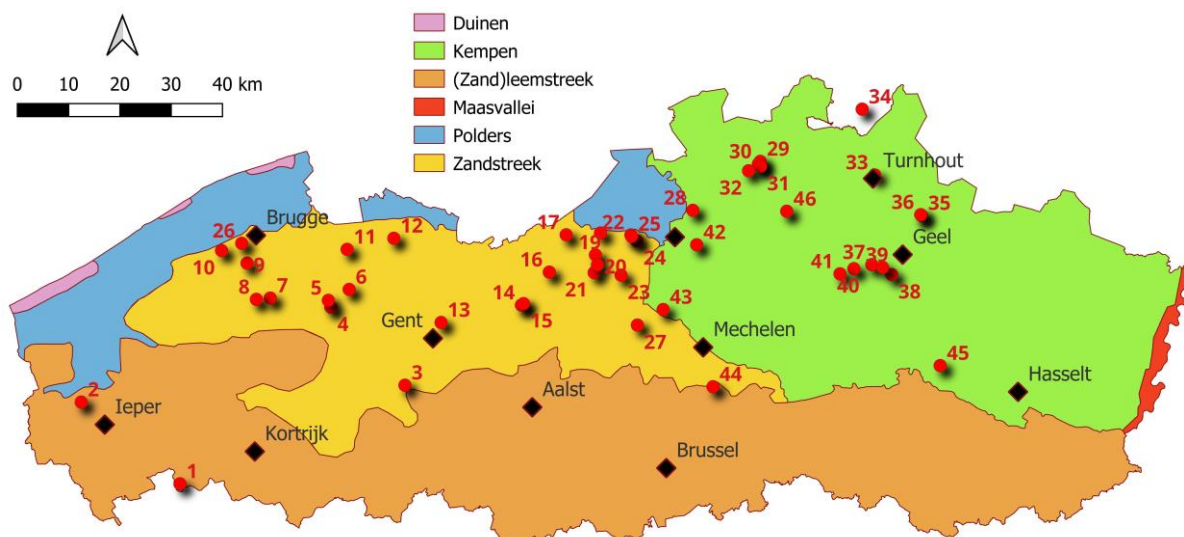 Duinen
Kempen
(Zand)leemstreek
Maasvallei
Polders
Zandstreek
0 10 20 30 40 km
34
30 29
33 Turnhout
32 31
28 46 36 35
26 Brugge
12 17 22 25
10 11 42 Geel
9 19 24
16 37 39
6 20 41
8 7 5 21 23 40 38
4 14 43
Gent 13 15
27 Mechelen
45
3 44 Hasselt
2 Aalst
Ieper
Kortrijk Brussel
1